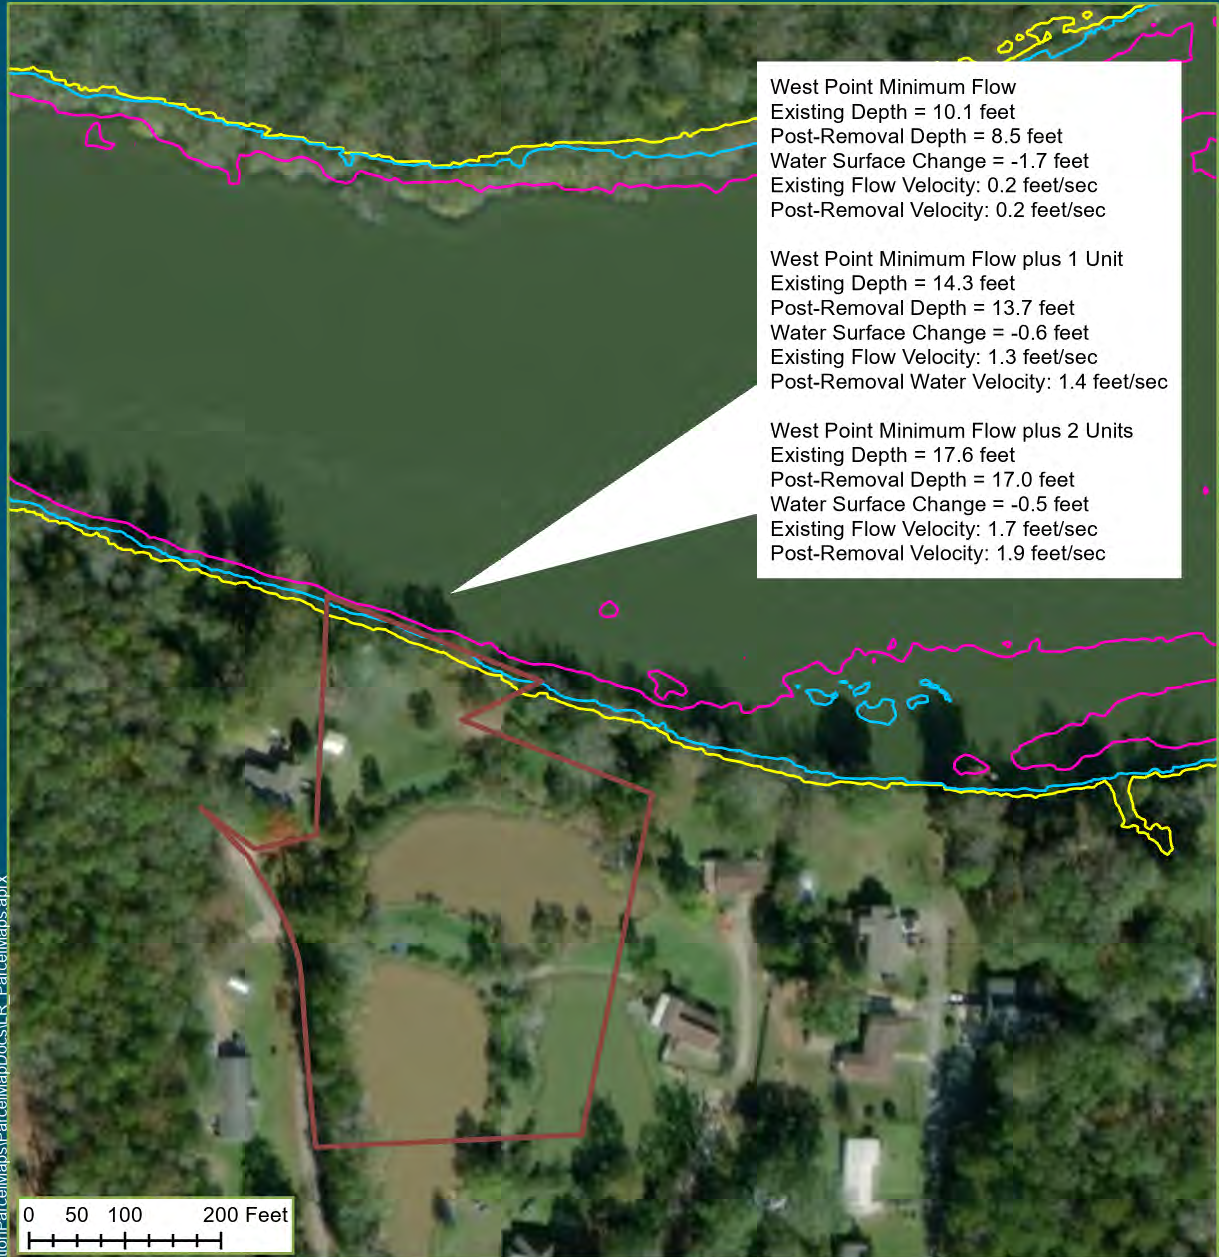 West Point Minimum Flow
Existing Depth = 10.1 feet
Post-Removal Depth = 8.5 feet
Water Surface Change = -1.7 feet
Existing Flow Velocity: 0.2 feet/sec
Post-Removal Velocity: 0.2 feet/sec
West Point Minimum Flow plus 1 Unit
Existing Depth = 14.3 feet
Post-Removal Depth = 13.7 feet
Water Surface Change = -0.6 feet
Existing Flow Velocity: 1.3 feet/sec
Post-Removal Water Velocity: 1.4 feet/sec
West Point Minimum Flow plus 2 Units
Existing Depth = 17.6 feet
Post-Removal Depth = 17.0 feet
Water Surface Change = -0.5 feet
Existing Flow Velocity: 1.7 feet/sec
Post-Removal Velocity: 1.9 feet/sec
0 50 100 200 Feet